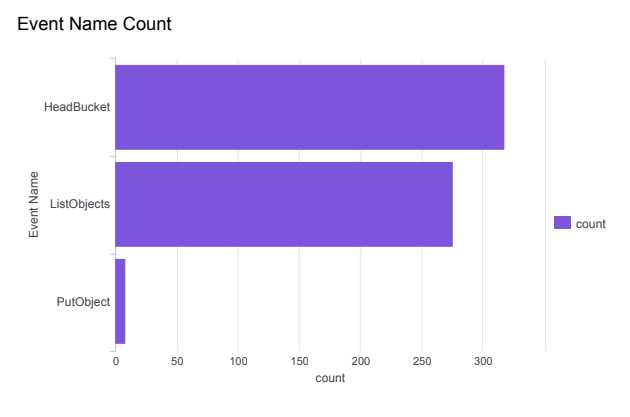 Event Name Count
HeadBucket
ListObjects
PutObject
Event Name
0 50 100 150 200 250 300
count
count